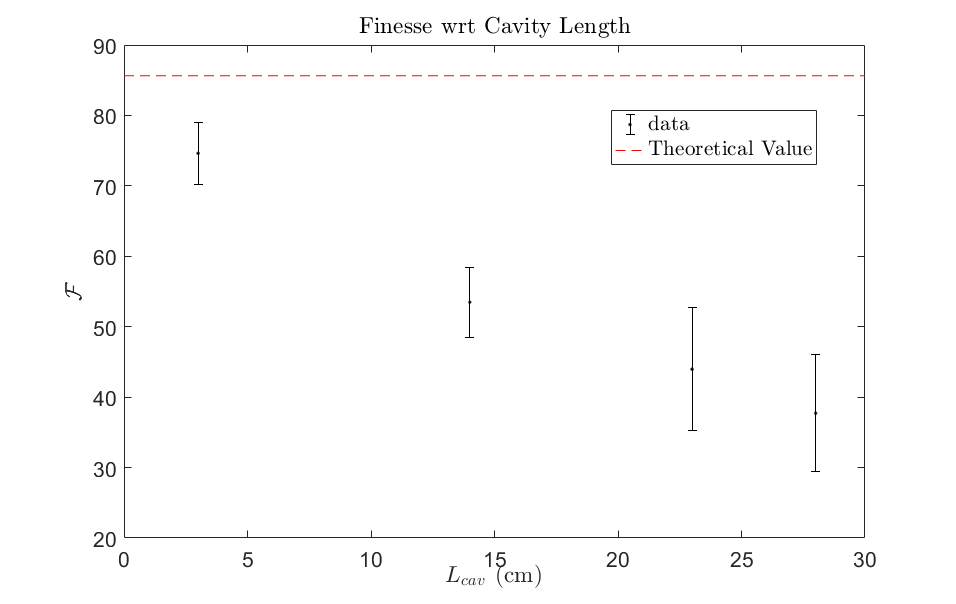 Finesse wrt Cavity Length
90
80
70
60
50
40
30
20
ℱ
data
Theoretical Value
0 5 10 15 20 25 30
L_cav (cm)